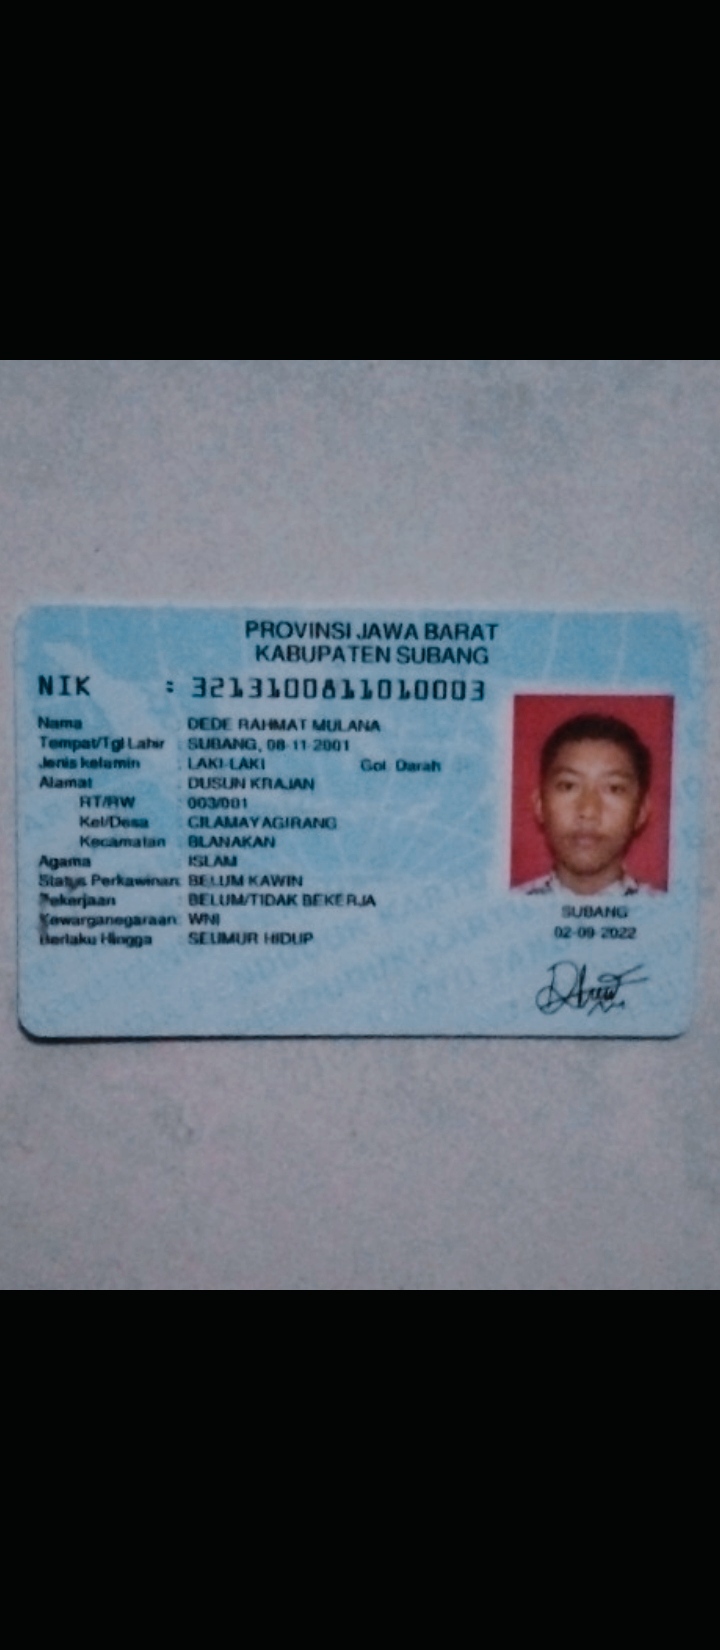 PROVINSI JAWA BARAT
KABUPATEN SUBANG
NIK : 3213100811010003
Nama : DEDE RAHMAT MULANA
Tempat/Tgl Lahir : SUBANG, 08-11-2001
Jenis kelamin : LAKI-LAKI Gol. Darah
Alamat : DUSUN KRAJAN
RT/RW : 003/001
Kel/Desa : CILAMAYAGIRANG
Kecamatan : BLANAKAN
Agama : ISLAM
Status Perkawinan: BELUM KAWIN
Pekerjaan : BELUM/TIDAK BEKERJA
Kewarganegaraan: WNI
Berlaku Hingga : SEUMUR HIDUP
SUBANG
02-09-2022